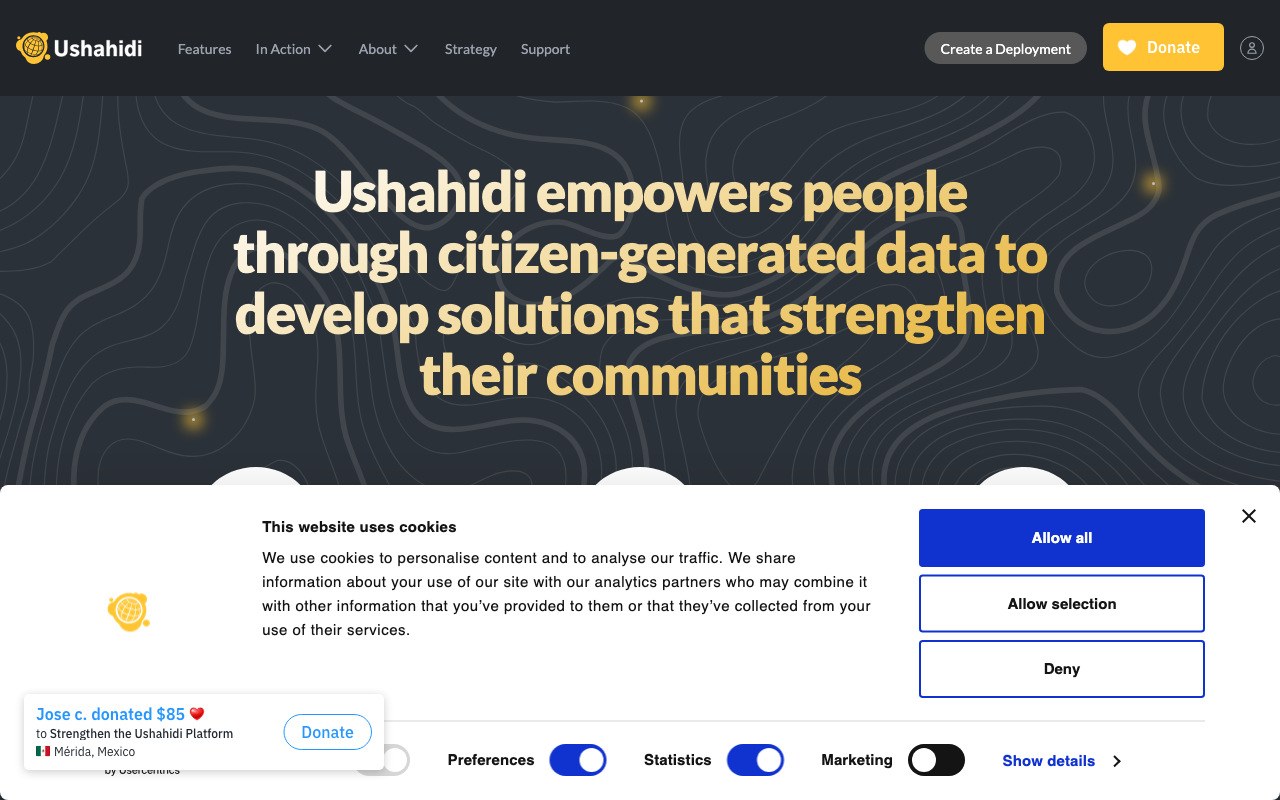 Ushahidi
Features
In Action
About
Strategy
Support
Create a Deployment
Donate
Ushahidi empowers people
through citizen-generated data to
develop solutions that strengthen
their communities
This website uses cookies
We use cookies to personalise content and to analyse our traffic. We share
information about your use of our site with our analytics partners who may combine it
with other information that you've provided to them or that they've collected from your
use of their services.
Allow all
Allow selection
Deny
Jose c. donated $85 ❤️
to Strengthen the Ushahidi Platform
Mérida, Mexico
Donate
by Usercentrics
Preferences
Statistics
Marketing
Show details